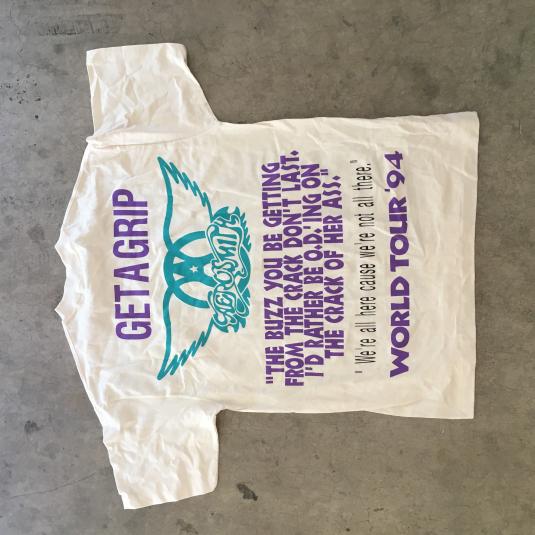 GET A GRIP
AEROSMITH
"THE BUZZ YOU BE GETTING
FROM THE CRACK DON'T LAST.
I'D RATHER BE O.D.'ING ON
THE CRACK OF HER ASS."
" We're all here cause we're not all there."
WORLD TOUR '94